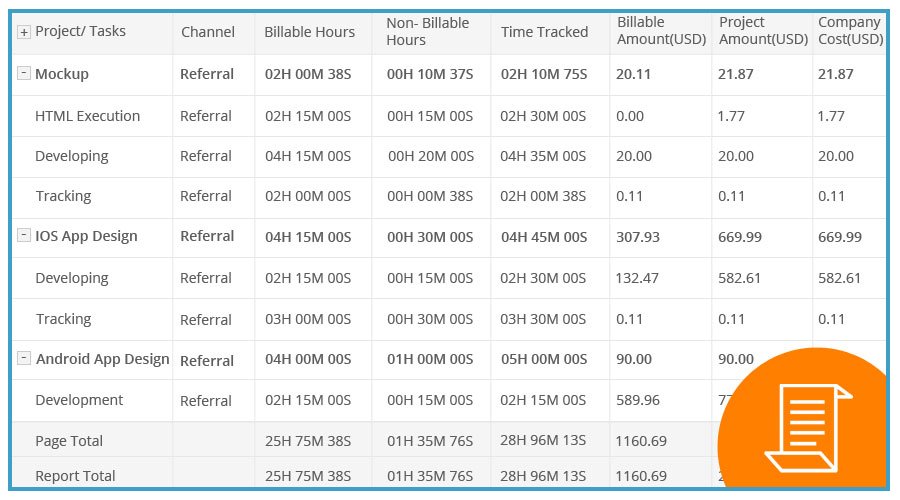 + Project/ Tasks Channel Billable Hours Non- Billable Hours Time Tracked Billable Amount(USD) Project Amount(USD) Company Cost(USD)
- Mockup Referral 02H 00M 38S 00H 10M 37S 02H 10M 75S 20.11 21.87 21.87
HTML Execution Referral 02H 15M 00S 00H 15M 00S 02H 30M 00S 0.00 1.77 1.77
Developing Referral 04H 15M 00S 00H 20M 00S 04H 35M 00S 20.00 20.00 20.00
Tracking Referral 02H 00M 00S 00H 00M 38S 02H 00M 38S 0.11 0.11 0.11
- IOS App Design Referral 04H 15M 00S 00H 30M 00S 04H 45M 00S 307.93 669.99 669.99
Developing Referral 02H 15M 00S 00H 15M 00S 02H 30M 00S 132.47 582.61 582.61
Tracking Referral 03H 00M 00S 00H 30M 00S 03H 30M 00S 0.11 0.11 0.11
- Android App Design Referral 04H 00M 00S 01H 00M 00S 05H 00M 00S 90.00 90.00
Development Referral 02H 15M 00S 00H 15M 00S 02H 15M 00S 589.96
Page Total 25H 75M 38S 01H 35M 76S 28H 96M 13S 1160.69
Report Total 25H 75M 38S 01H 35M 76S 28H 96M 13S 1160.69